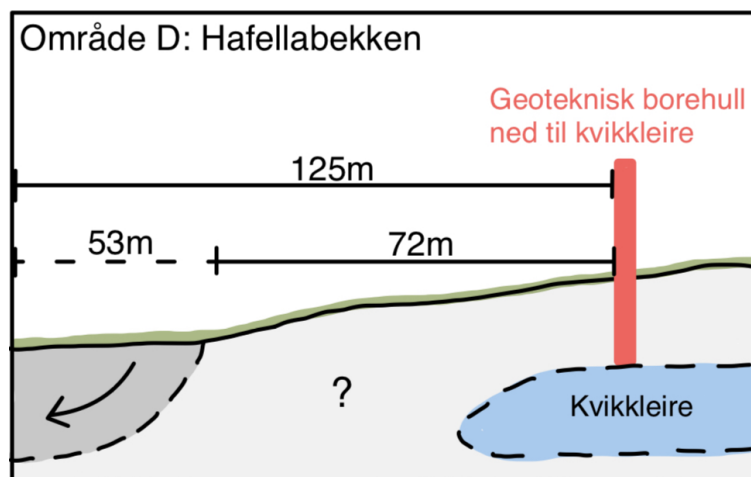 Område D: Hafellabekken
Geoteknisk borehull
ned til kvikkleire
125m
53m
72m
?
Kvikkleire